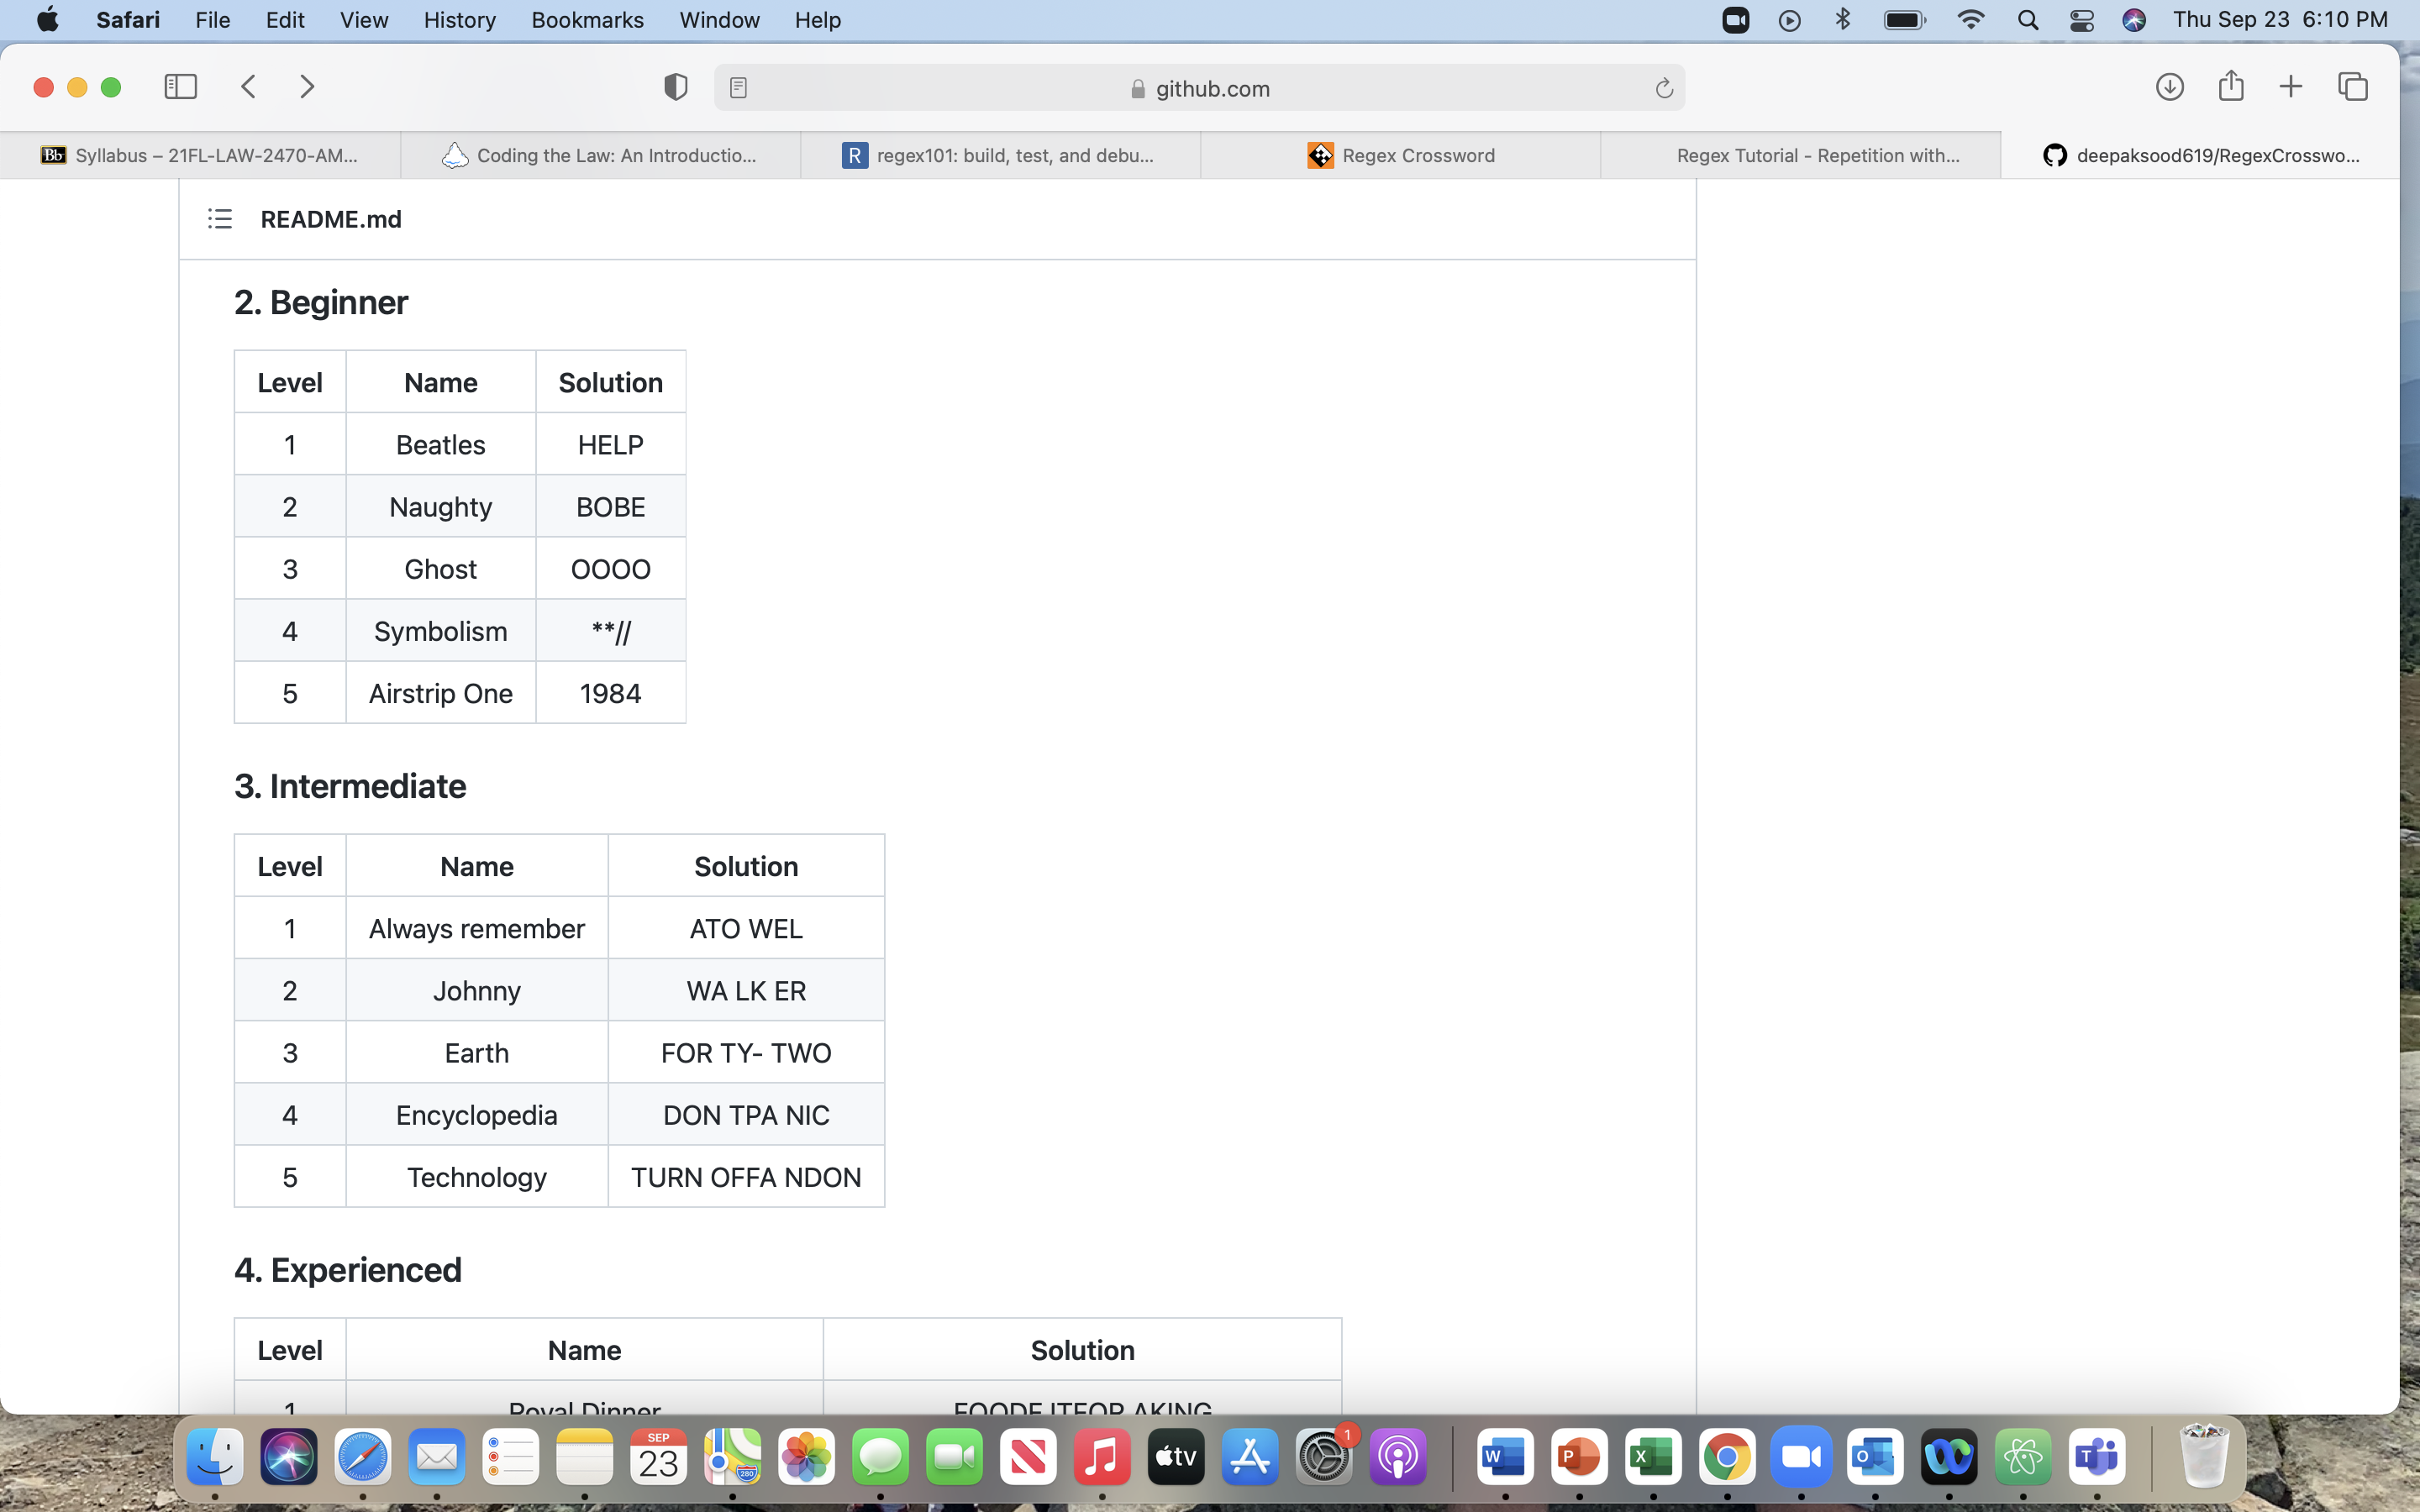 Safari File Edit View History Bookmarks Window Help Thu Sep 23 6:10 PM
github.com
Bb Syllabus – 21FL-LAW-2470-AM...
Coding the Law: An Introductio...
R regex101: build, test, and debu...
Regex Crossword
Regex Tutorial - Repetition with...
deepaksood619/RegexCrosswo...
README.md
2. Beginner
Level Name Solution
1 Beatles HELP
2 Naughty BOBE
3 Ghost OOOO
4 Symbolism **//
5 Airstrip One 1984
3. Intermediate
Level Name Solution
1 Always remember ATO WEL
2 Johnny WA LK ER
3 Earth FOR TY- TWO
4 Encyclopedia DON TPA NIC
5 Technology TURN OFFA NDON
4. Experienced
Level Name Solution
1 Royal Dinner FOODE ITFOR AKING
SEP
23
280
tv
1
W
P
X
O
T